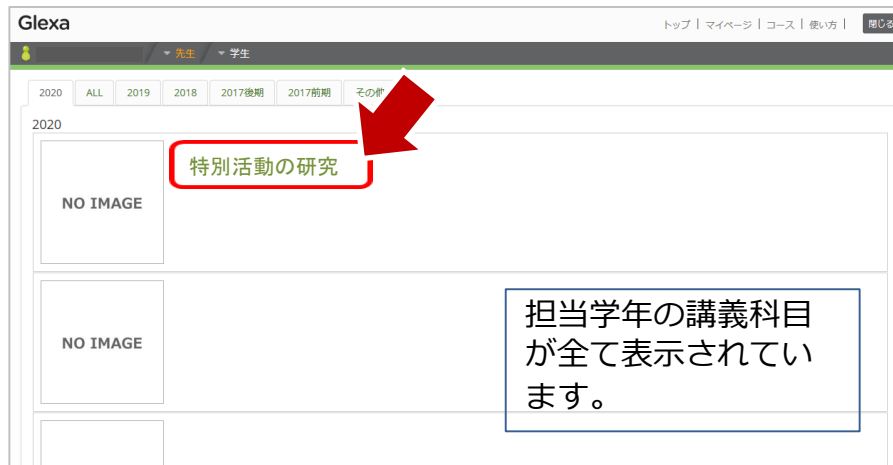 Glexa
トップ | マイページ | コース | 使い方 | 閉じる
先生 学生
2020 ALL 2019 2018 2017後期 2017前期 その他
2020
NO IMAGE
特別活動の研究
NO IMAGE
担当学年の講義科目
が全て表示されてい
ます。